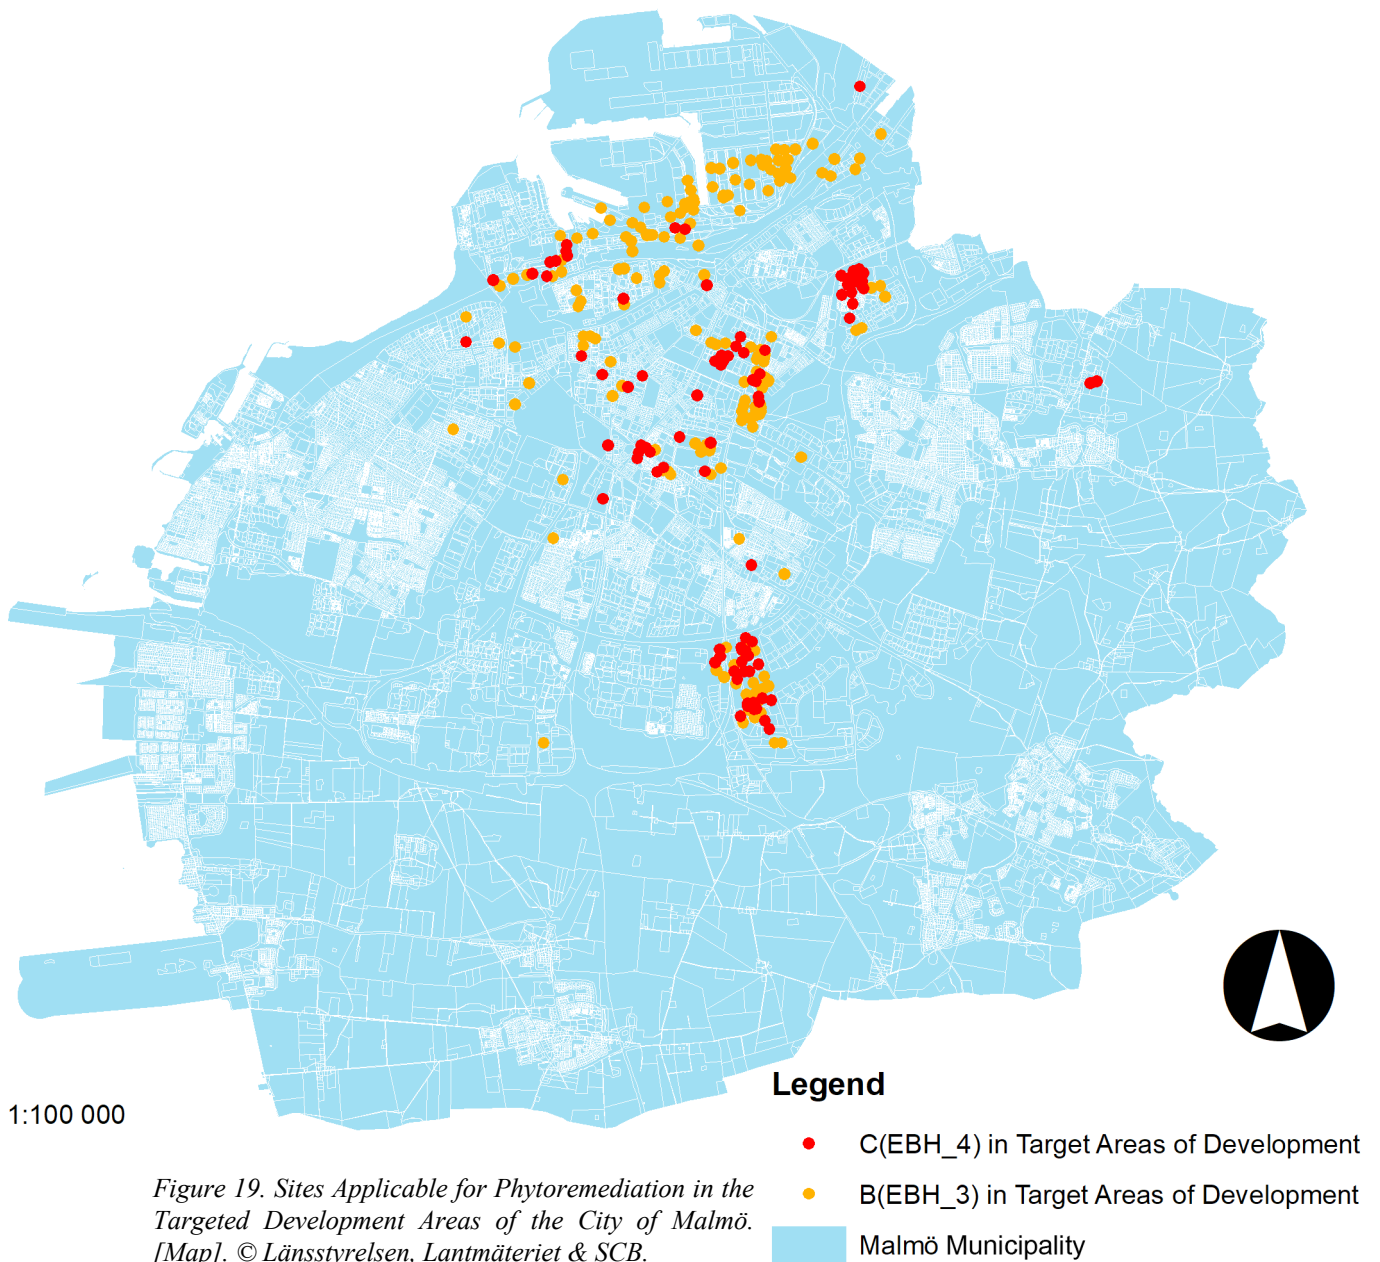 1:100 000
Legend
C(EBH_4) in Target Areas of Development
B(EBH_3) in Target Areas of Development
Malmö Municipality
Figure 19. Sites Applicable for Phytoremediation in the
Targeted Development Areas of the City of Malmö.
[Map]. © Länsstyrelsen, Lantmäteriet & SCB.